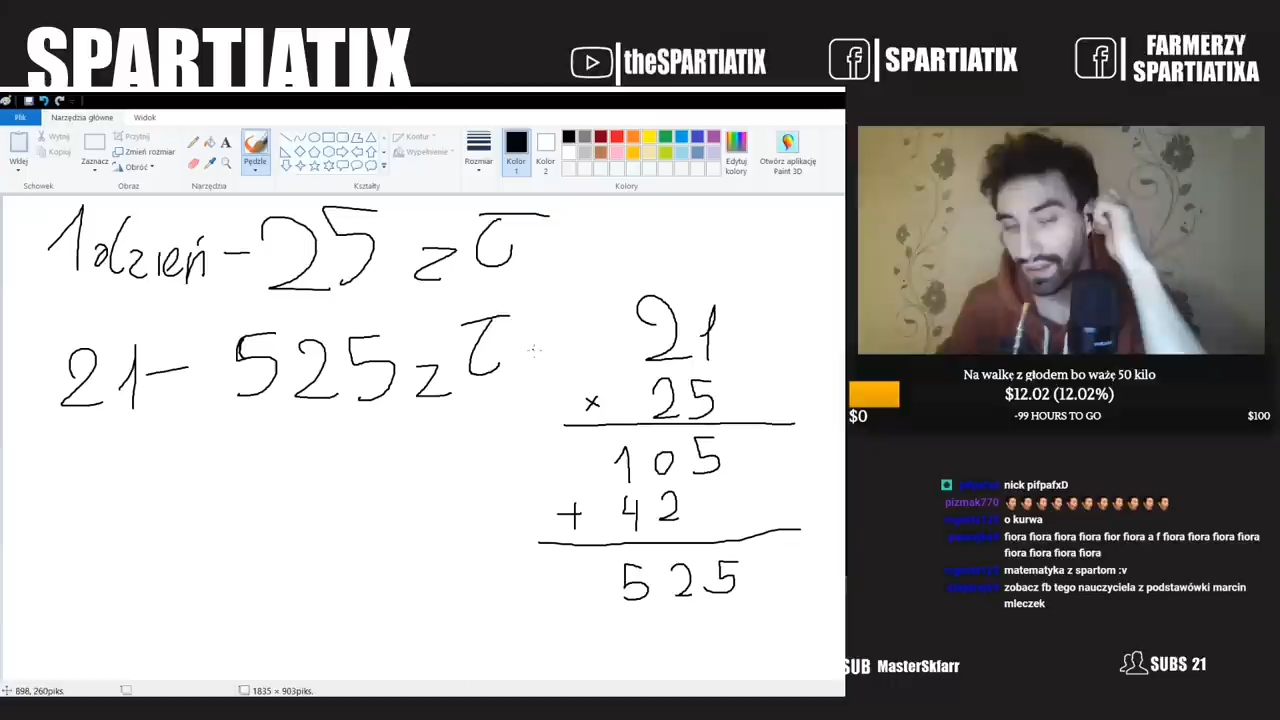 SPARTIATIX
theSPARTIATIX
SPARTIATIX
FARMERZY
SPARTIATIXA
Plik
Narzędzia główne
Widok
Wklej
Wytnij
Kopiuj
Schowek
Zaznacz
Przytnij
Zmień rozmiar
Obróć
Obraz
A
Narzędzia
Pędzle
Kontur
Wypełnienie
Kształty
Rozmiar
Kolor
1
Kolor
2
Edytuj
kolory
Kolory
Otwórz aplikację
Paint 3D
1 dzień - 25 zł
21 - 525 zł
21
× 25
105
+ 42
525
898, 260piks.
1835 × 903piks.
Na walkę z głodem bo ważę 50 kilo
$12.02 (12.02%)
$0
-99 HOURS TO GO
$100
nick pifpafxD
pizmak770
o kurwa
fiora fiora fiora fiora fior fiora a f fiora fiora fiora fiora
fiora fiora fiora fiora
matematyka z spartom :v
zobacz fb tego nauczyciela z podstawówki marcin
mleczek
SUB MasterSkfarr
SUBS 21